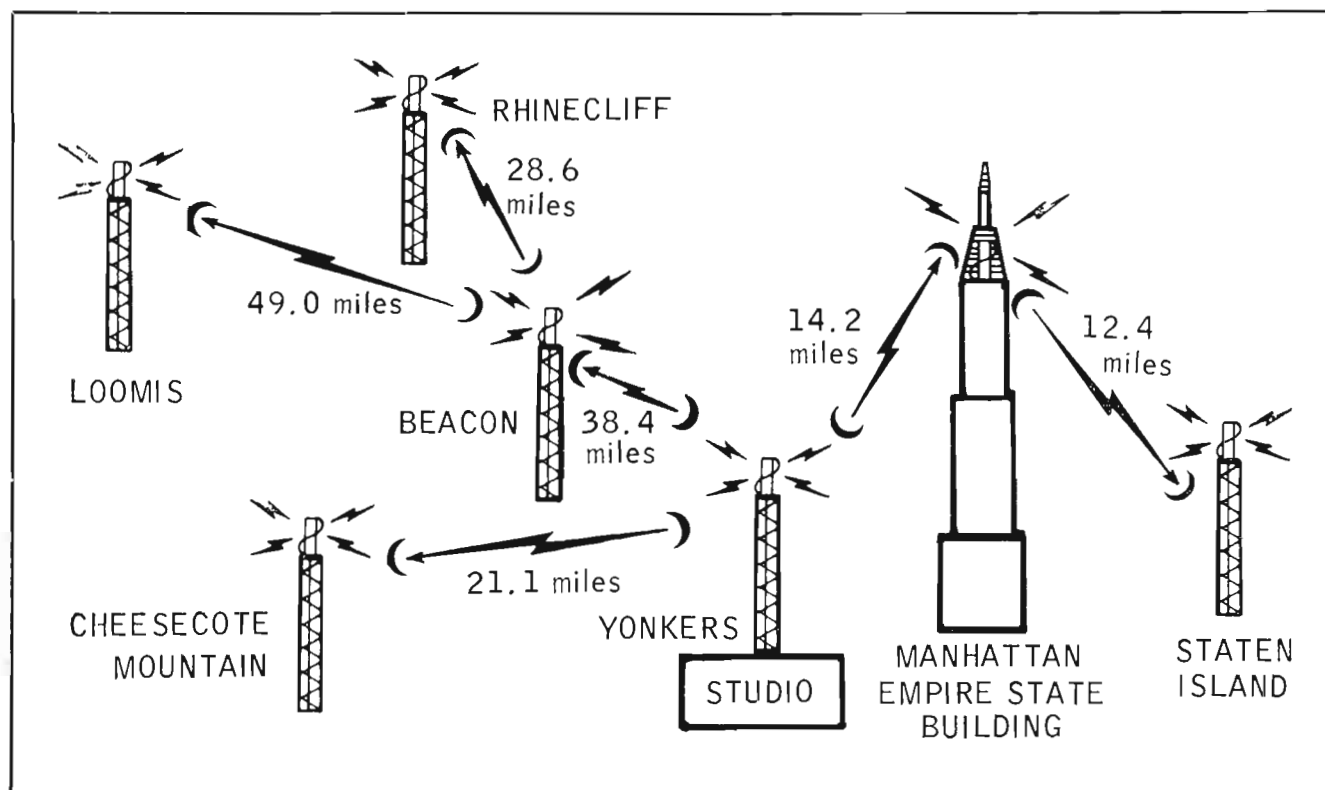 RHINECLIFF
28.6
miles
49.0 miles
LOOMIS
BEACON
38.4
miles
14.2
miles
12.4
miles
CHEESECOTE
MOUNTAIN
21.1 miles
YONKERS
STUDIO
MANHATTAN
EMPIRE STATE
BUILDING
STATEN
ISLAND